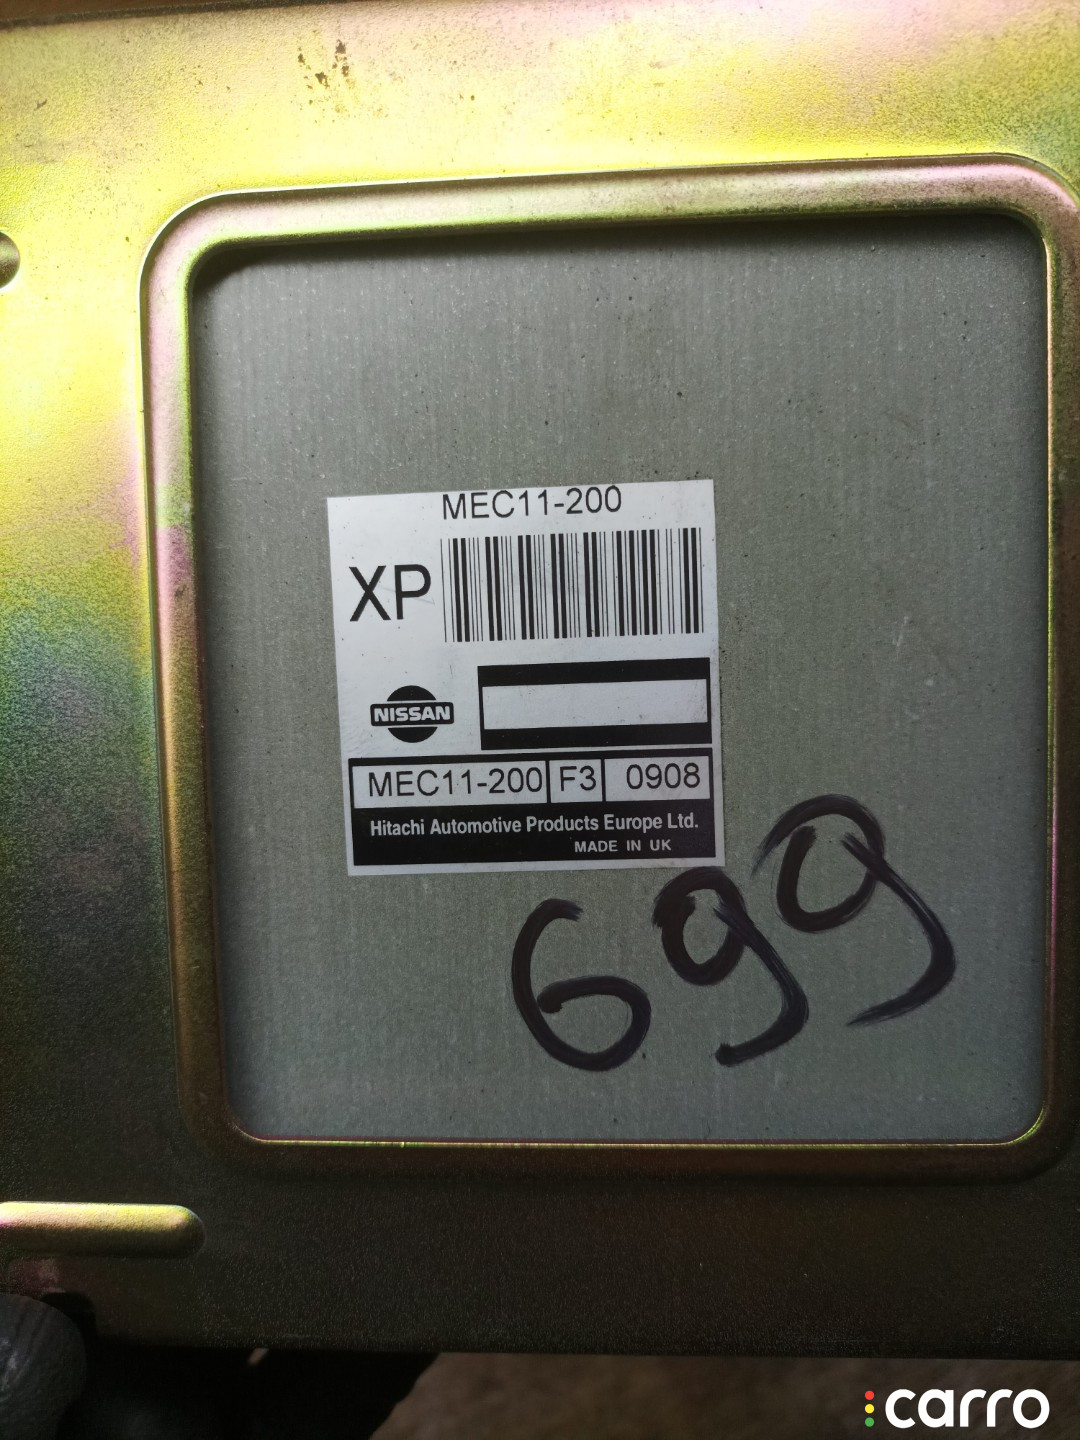 MEC11-200
XP
NISSAN
MEC11-200 F3 0908
Hitachi Automotive Products Europe Ltd.
MADE IN UK
699
carro